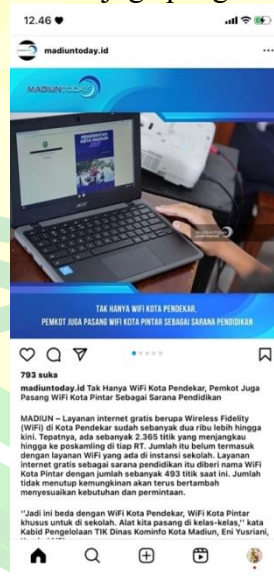 12.46
madiuntoday.id
MADIUNTODAY
PEMERINTAH
KOTA MADIUN
acer
TAK HANYA WIFI KOTA PENDEKAR,
PEMKOT JUGA PASANG WIFI KOTA PINTAR SEBAGAI SARANA PENDIDIKAN
793 suka
madiuntoday.id Tak Hanya WiFi Kota Pendekar, Pemkot Juga
Pasang WiFi Kota Pintar Sebagai Sarana Pendidikan
MADIUN – Layanan internet gratis berupa Wireless Fidelity
(WiFi) di Kota Pendekar sudah sebanyak dua ribu lebih hingga
kini. Tepatnya, ada sebanyak 2.365 titik yang menjangkau
hingga ke poskamling di tiap RT. Jumlah itu belum termasuk
dengan layanan WiFi yang ada di instansi sekolah. Layanan
internet gratis sebagai sarana pendidikan itu diberi nama WiFi
Kota Pintar dengan jumlah sebanyak 493 titik saat ini. Jumlah
tidak menutup kemungkinan akan terus bertambah
menyesuaikan kebutuhan dan permintaan.
"Jadi ini beda dengan WiFi Kota Pendekar, WiFi Kota Pintar
khusus untuk di sekolah. Alat kita pasang di kelas-kelas," kata
Kabid Pengelolaan TIK Dinas Kominfo Kota Madiun, Eni Yusriani,